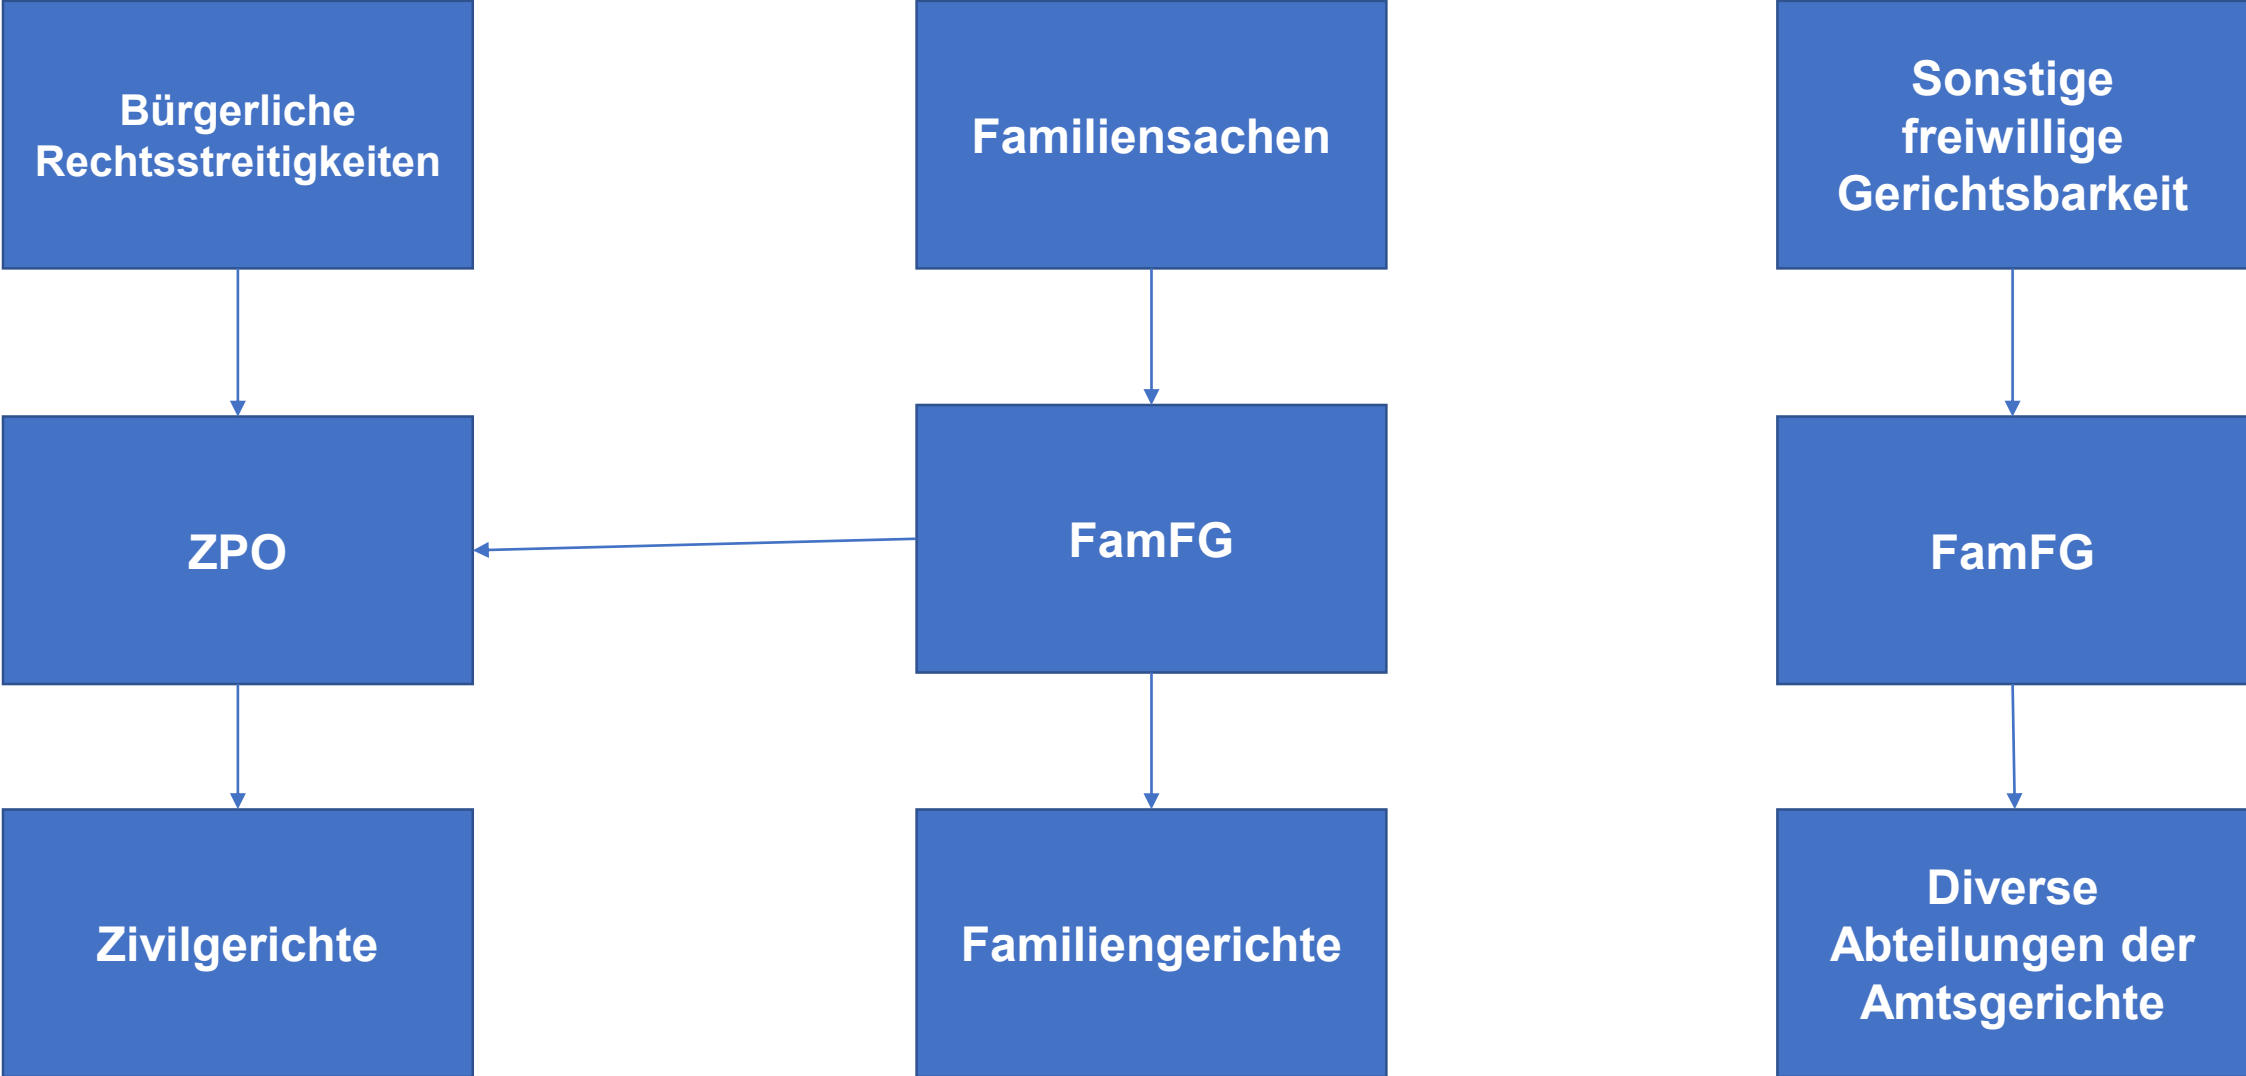 Bürgerliche
Rechtsstreitigkeiten
Familiensachen
Sonstige
freiwillige
Gerichtsbarkeit
ZPO
FamFG
FamFG
Zivilgerichte
Familiengerichte
Diverse
Abteilungen der
Amtsgerichte